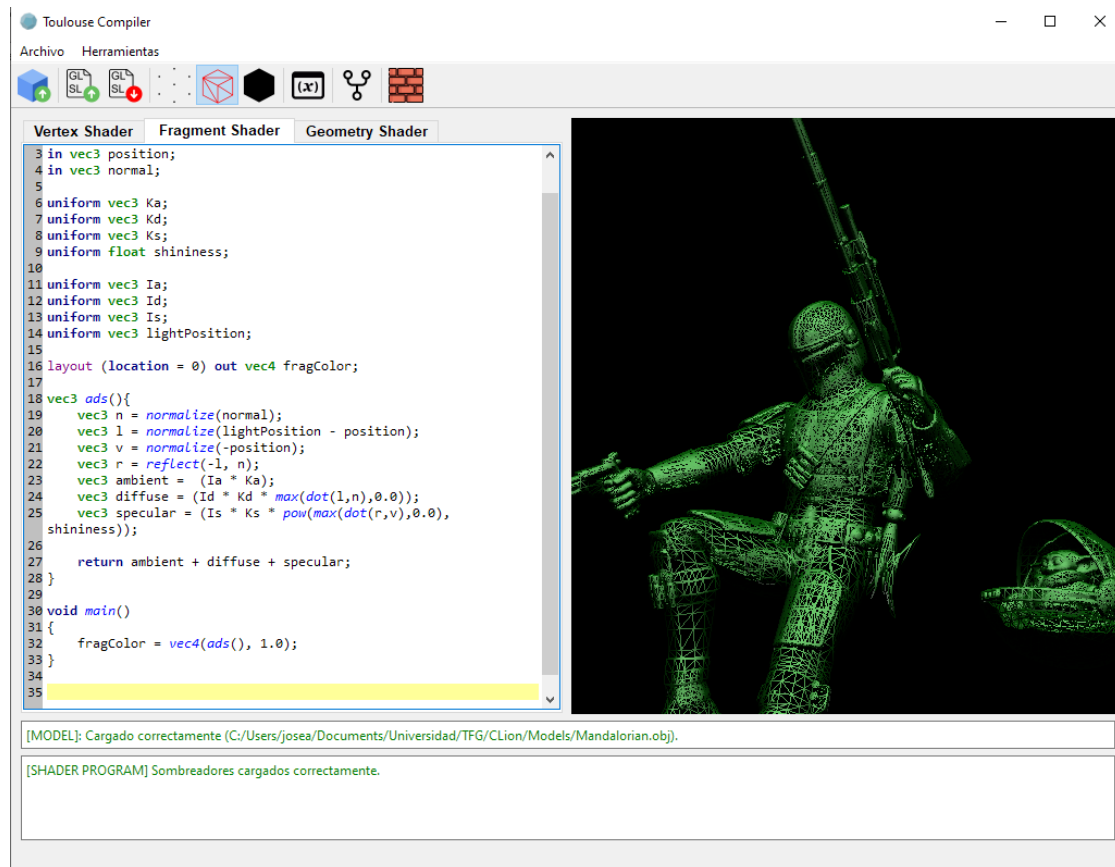 Toulouse Compiler
Archivo Herramientas
GL SL GL SL (x)
Vertex Shader Fragment Shader Geometry Shader
3 in vec3 position;
4 in vec3 normal;
5
6 uniform vec3 Ka;
7 uniform vec3 Kd;
8 uniform vec3 Ks;
9 uniform float shininess;
10
11 uniform vec3 Ia;
12 uniform vec3 Id;
13 uniform vec3 Is;
14 uniform vec3 lightPosition;
15
16 layout (location = 0) out vec4 fragColor;
17
18 vec3 ads(){
19     vec3 n = normalize(normal);
20     vec3 l = normalize(lightPosition - position);
21     vec3 v = normalize(-position);
22     vec3 r = reflect(-l, n);
23     vec3 ambient =  (Ia * Ka);
24     vec3 diffuse = (Id * Kd * max(dot(l,n),0.0));
25     vec3 specular = (Is * Ks * pow(max(dot(r,v),0.0),
shininess));
26
27     return ambient + diffuse + specular;
28 }
29
30 void main()
31 {
32     fragColor = vec4(ads(), 1.0);
33 }
34
35
[MODEL]: Cargado correctamente (C:/Users/josea/Documents/Universidad/TFG/CLion/Models/Mandalorian.obj).
[SHADER PROGRAM] Sombreadores cargados correctamente.